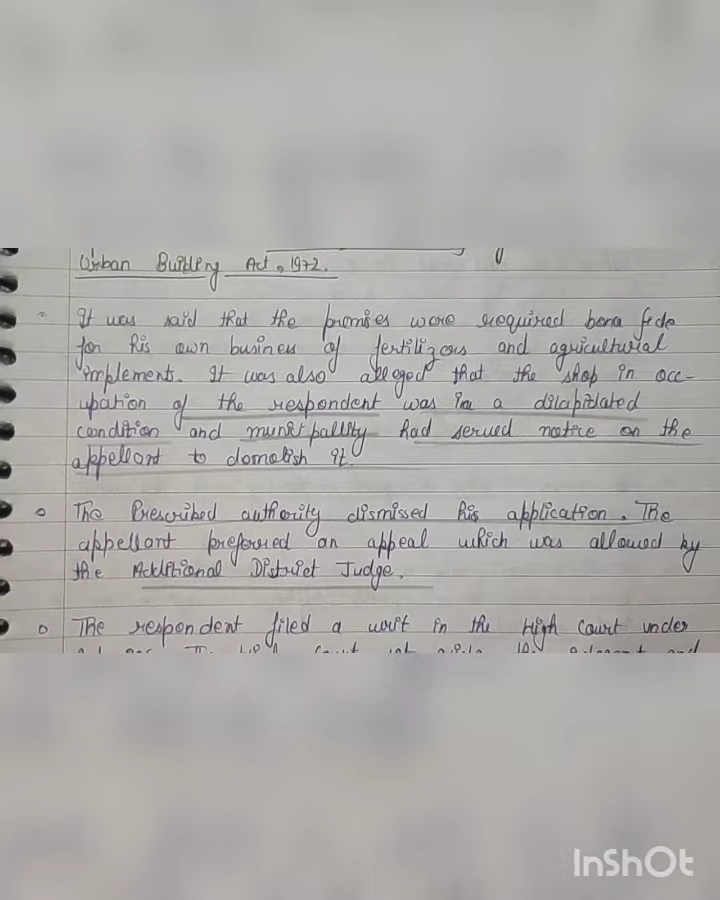 Urban Building Act, 1972.
It was said that the premises were required bona fide
for his own business of fertilizers and agricultural
implement. It was also alleged that the shop in occ-
upation of the respondent was in a dilapidated
condition and municipality had served notice on the
appellant to demolish it.
The Prescribed authority dismissed his application. The
appellant preferred an appeal which was allowed by
the Additional District Judge.
The respondent filed a writ in the High Court under
InShOt